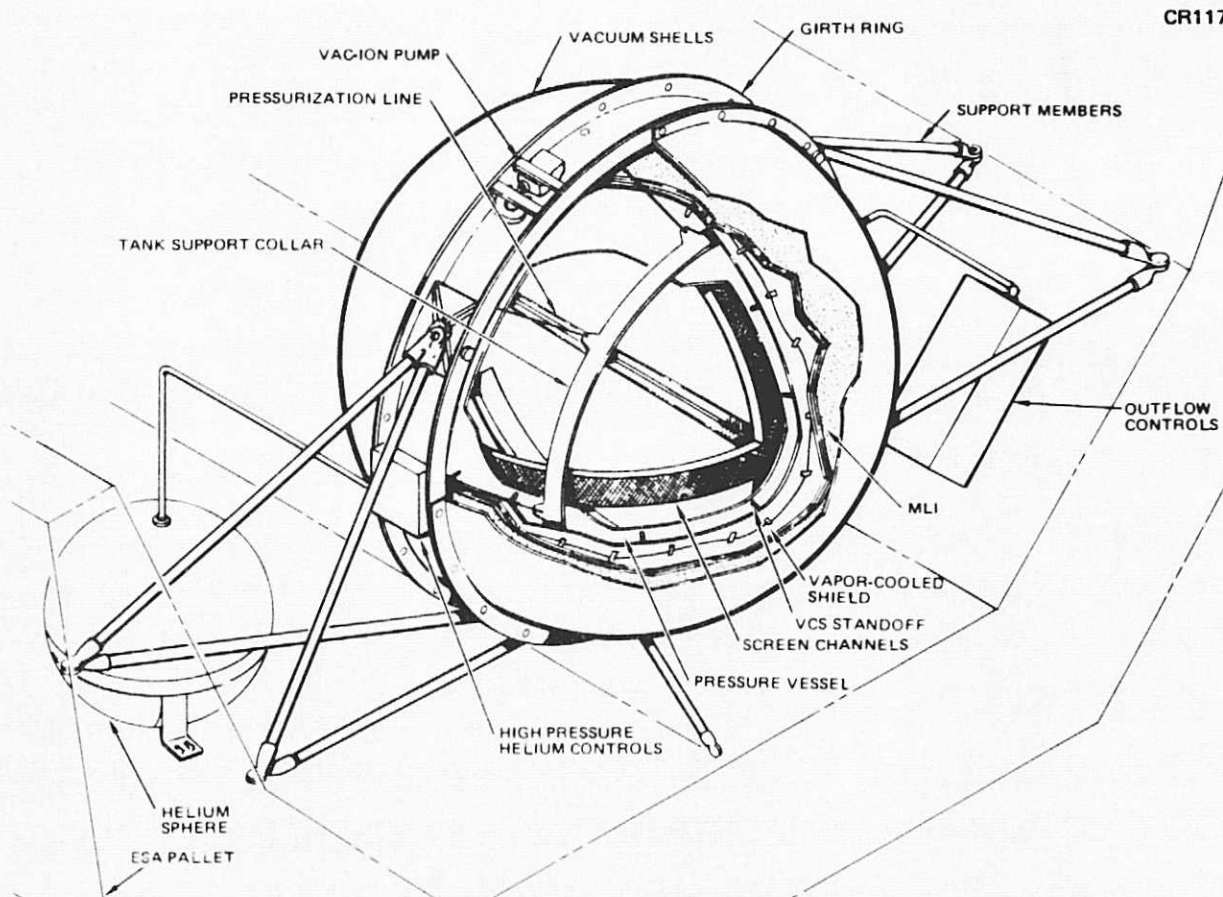 CR117
VACUUM SHELLS
GIRTH RING
VAC-ION PUMP
PRESSURIZATION LINE
SUPPORT MEMBERS
TANK SUPPORT COLLAR
OUTFLOW
CONTROLS
MLI
VAPOR-COOLED
SHIELD
VCS STANDOFF
SCREEN CHANNELS
PRESSURE VESSEL
HIGH PRESSURE
HELIUM CONTROLS
HELIUM
SPHERE
ESA PALLET